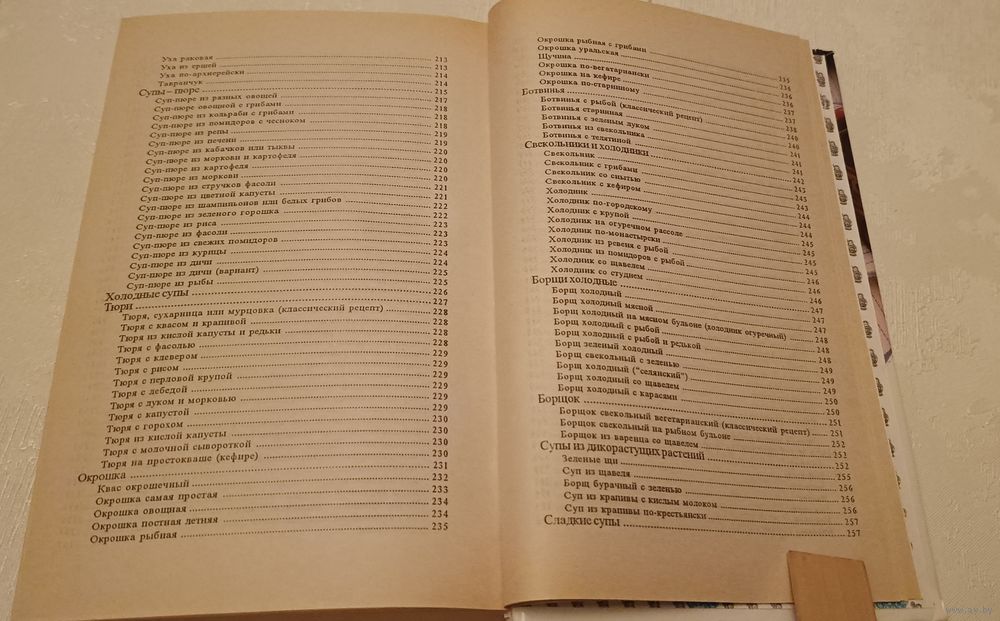 Уха раковая 213
Уха из ершей 213
Уха по-архиерейски 214
Тавранчук 214
Супы–пюре 215
Суп-пюре из разных овощей 217
Суп-пюре овощной с грибами 218
Суп-пюре из кольраби с грибами 218
Суп-пюре из помидоров с чесноком 218
Суп-пюре из репы 219
Суп-пюре из печени 219
Суп-пюре из кабачков или тыквы 220
Суп-пюре из моркови и картофеля 220
Суп-пюре из картофеля 220
Суп-пюре из моркови 220
Суп-пюре из стручков фасоли 221
Суп-пюре из цветной капусты 221
Суп-пюре из шампиньонов или белых грибов 222
Суп-пюре из зеленого горошка 222
Суп-пюре из риса 223
Суп-пюре из фасоли 223
Суп-пюре из свежих помидоров 223
Суп-пюре из курицы 224
Суп-пюре из дичи 224
Суп-пюре из дичи (вариант) 225
Суп-пюре из рыбы 225
Холодные супы 226
Тюри 227
Тюря, сухарница или мурцовка (классический рецепт) 228
Тюря с квасом и крапивой 228
Тюря из кислой капусты и редьки 228
Тюря с фасолью 228
Тюря с клевером 229
Тюря с рисом 229
Тюря с перловой крупой 229
Тюря с лебедой 229
Тюря с луком и морковью 229
Тюря с капустой 229
Тюря с горохом 230
Тюря из кислой капусты 230
Тюря с молочной сывороткой 230
Тюря на простокваше (кефире) 230
Окрошка 231
Квас окрошечный 232
Окрошка самая простая 233
Окрошка овощная 234
Окрошка постная летняя 234
Окрошка рыбная 235
Окрошка рыбная с грибами 235
Окрошка уральская 236
Щучина 236
Окрошка по-вегетариански 236
Окрошка на кефире 237
Окрошка по-старинному 237
Ботвинья 238
Ботвинья с рыбой (классический рецепт) 240
Ботвинья старинная 240
Ботвинья с зеленым луком 241
Ботвинья из свекольника 241
Ботвинья с телятиной 241
Свекольники и холодники 242
Свекольник 243
Свекольник с грибами 243
Свекольник со снытью 243
Свекольник с кефиром 244
Холодник 244
Холодник по-городскому 244
Холодник с крупой 245
Холодник на огуречном рассоле 245
Холодник по-монастырски 245
Холодник из ревеня с рыбой 245
Холодник из помидоров с рыбой 246
Холодник со щавелем 246
Холодник со студнем 247
Борщи холодные 247
Борщ холодный 247
Борщ холодный мясной 247
Борщ холодный на мясном бульоне (холодник огуречный) 248
Борщ холодный с рыбой 248
Борщ холодный с рыбой и редькой 248
Борщ зеленый холодный 249
Борщ свекольный с зеленью 249
Борщ холодный ("селянский") 249
Борщ холодный со щавелем 250
Борщ холодный с карасями 250
Борщок 251
Борщок свекольный вегетарианский (классический рецепт) 251
Борщок свекольный на рыбном бульоне 252
Борщок из варенца со щавелем 252
Супы из дикорастущих растений 252
Зеленые щи 255
Суп из щавеля 256
Борщ бурачный с зеленью 256
Суп из крапивы с кислым молоком 256
Суп из крапивы по-крестьянски 257
Сладкие супы 257
www.ay.by